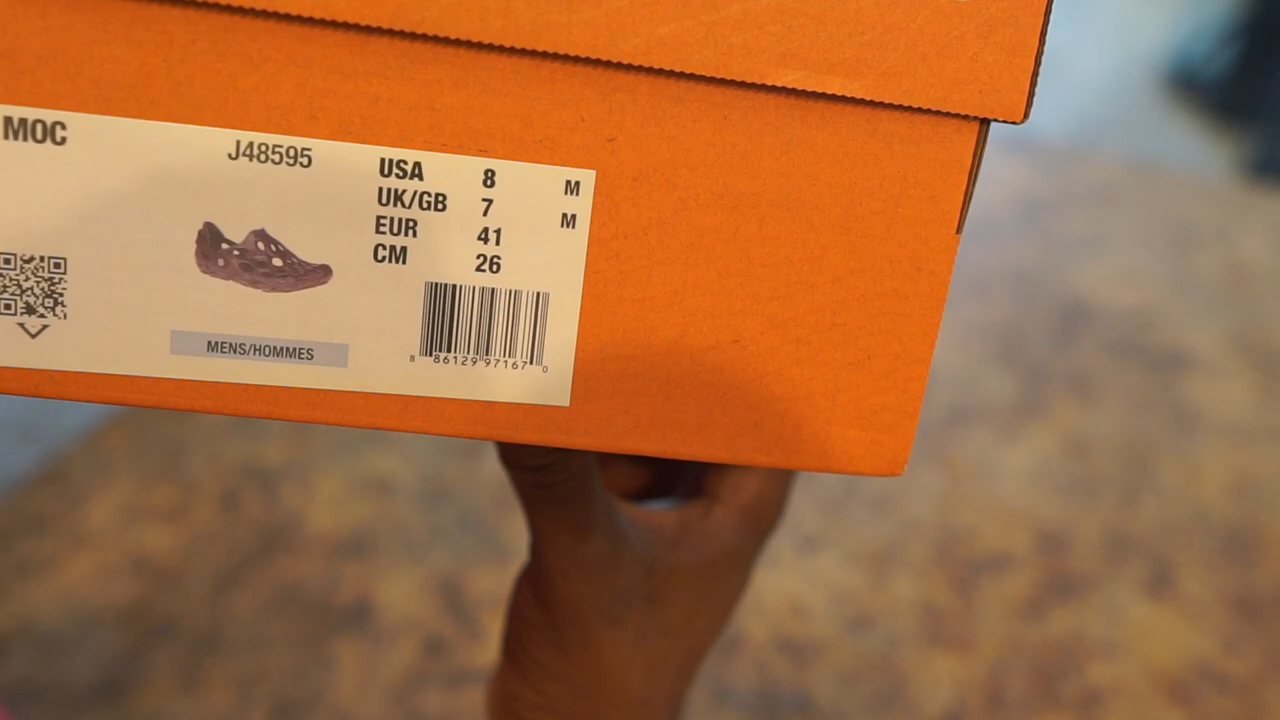 MOC
J48595
USA 8 M
UK/GB 7 M
EUR 41
CM 26
MENS/HOMMES
8 86129 97167 0